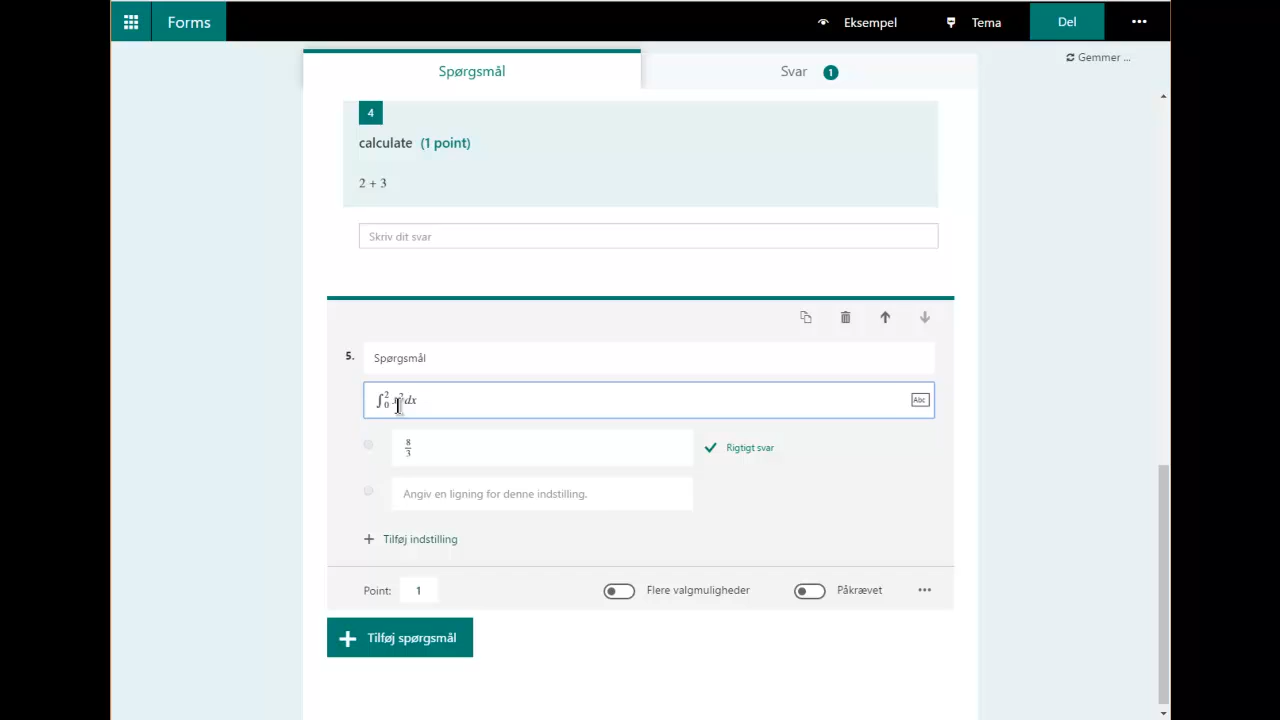 Forms
Eksempel
Tema
Del
Gemmer ...
Spørgsmål
Svar 1
4
calculate (1 point)
2 + 3
Skriv dit svar
5. Spørgsmål
∫₀² x² dx
Abc
8/3
Rigtigt svar
Angiv en ligning for denne indstilling.
+ Tilføj indstilling
Point: 1
Flere valgmuligheder
Påkrævet
+ Tilføj spørgsmål